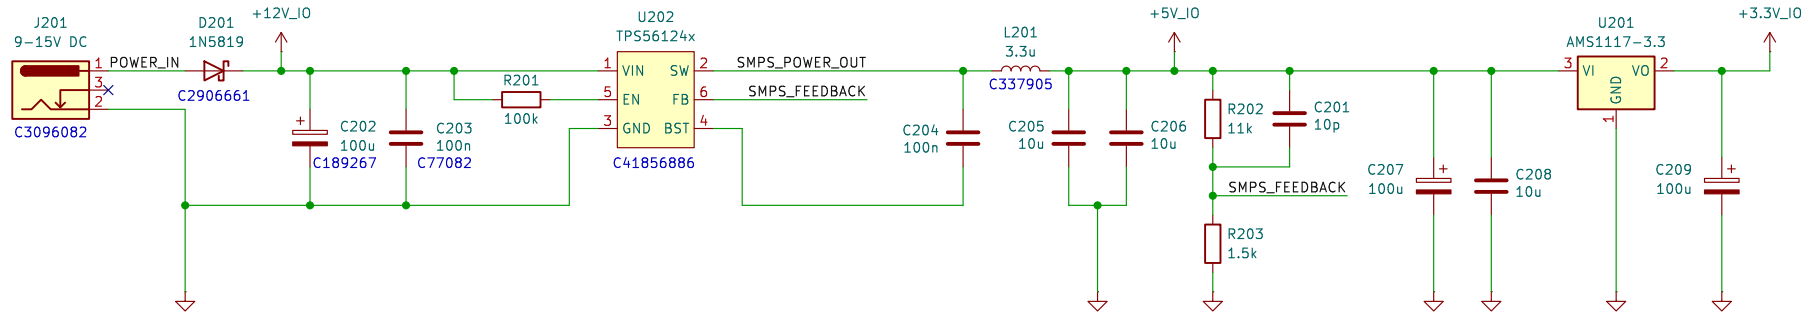 J201
9-15V DC
1
3
2
C3096082
POWER_IN
D201
1N5819
C2906661
+12V_IO
+
C202
100u
C189267
C203
100n
C77082
R201
100k
U202
TPS56124x
1
VIN
SW
2
5
EN
FB
6
3
GND
BST
4
C41856886
SMPS_POWER_OUT
SMPS_FEEDBACK
C204
100n
L201
3.3u
C337905
C205
10u
C206
10u
+5V_IO
R202
11k
C201
10p
SMPS_FEEDBACK
R203
1.5k
C207
100u
+
C208
10u
U201
AMS1117-3.3
3
VI
VO
2
GND
1
C209
100u
+
+3.3V_IO